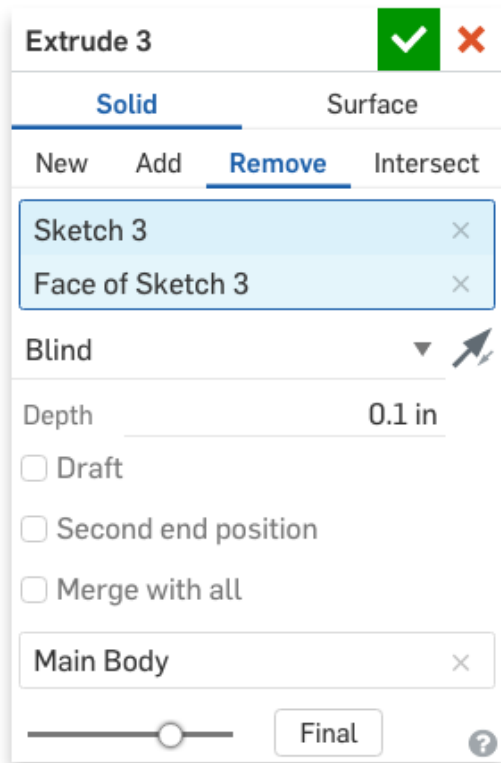 Extrude 3
Solid Surface
New Add Remove Intersect
Sketch 3
Face of Sketch 3
Blind
Depth 0.1 in
Draft
Second end position
Merge with all
Main Body
Final
?